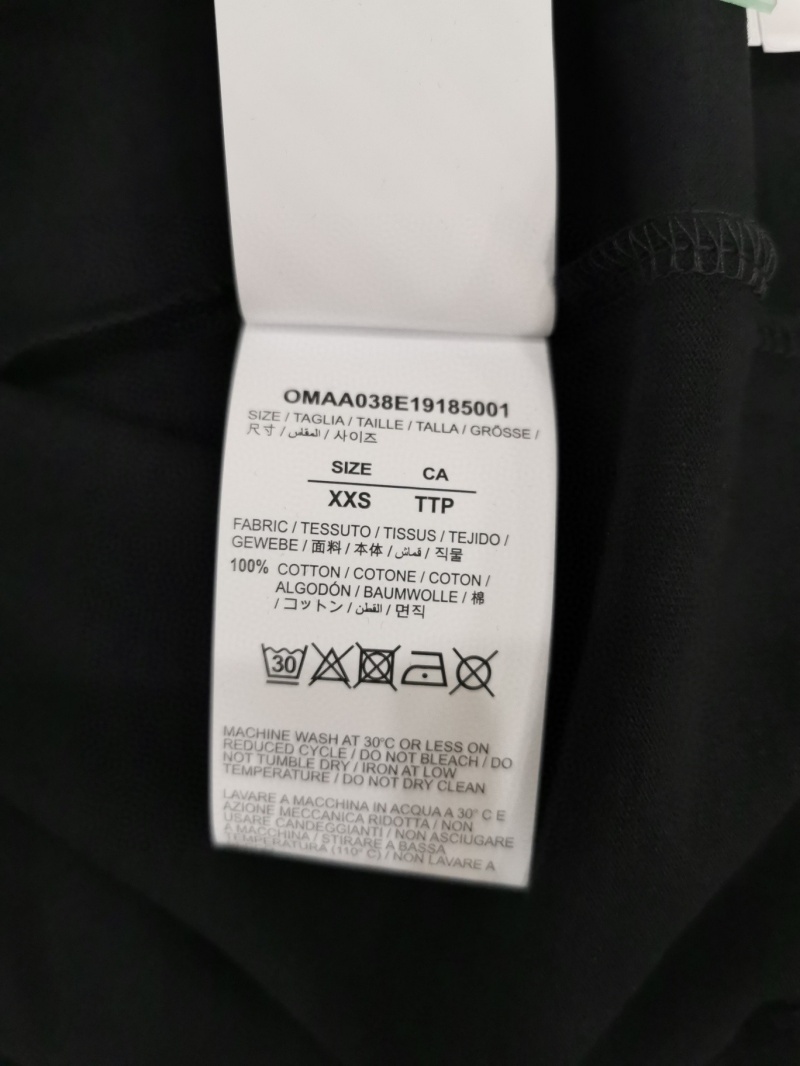 OMAA038E19185001
SIZE / TAGLIA / TAILLE / TALLA / GRÖSSE /
尺寸 / المقاس / 사이즈
SIZE CA
XXS TTP
FABRIC / TESSUTO / TISSUS / TEJIDO /
GEWEBE / 面料 / 本体 / قماش / 직물
100% COTTON / COTONE / COTON /
ALGODÓN / BAUMWOLLE / 棉
/ コットン / القطن / 면직
30
MACHINE WASH AT 30°C OR LESS ON
REDUCED CYCLE / DO NOT BLEACH / DO
NOT TUMBLE DRY / IRON AT LOW
TEMPERATURE / DO NOT DRY CLEAN
LAVARE A MACCHINA IN ACQUA A 30° C E
AZIONE MECCANICA RIDOTTA / NON
USARE CANDEGGIANTI / NON ASCIUGARE
A MACCHINA / STIRARE A BASSA
TEMPERATURA (110° C) / NON LAVARE A